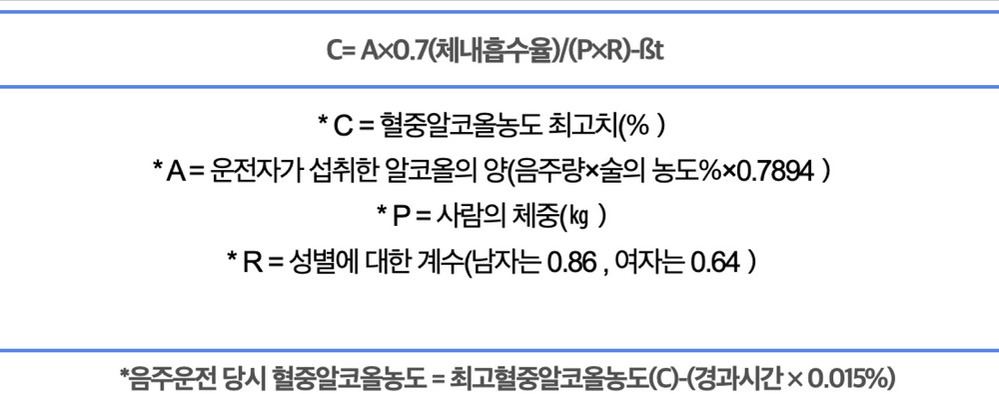 C= A×0.7(체내흡수율)/(P×R)-ßt
* C = 혈중알코올농도 최고치(% )
* A = 운전자가 섭취한 알코올의 양(음주량×술의 농도%×0.7894 )
* P = 사람의 체중(㎏ )
* R = 성별에 대한 계수(남자는 0.86 , 여자는 0.64 )
*음주운전 당시 혈중알코올농도 = 최고혈중알코올농도(C)-(경과시간 × 0.015%)